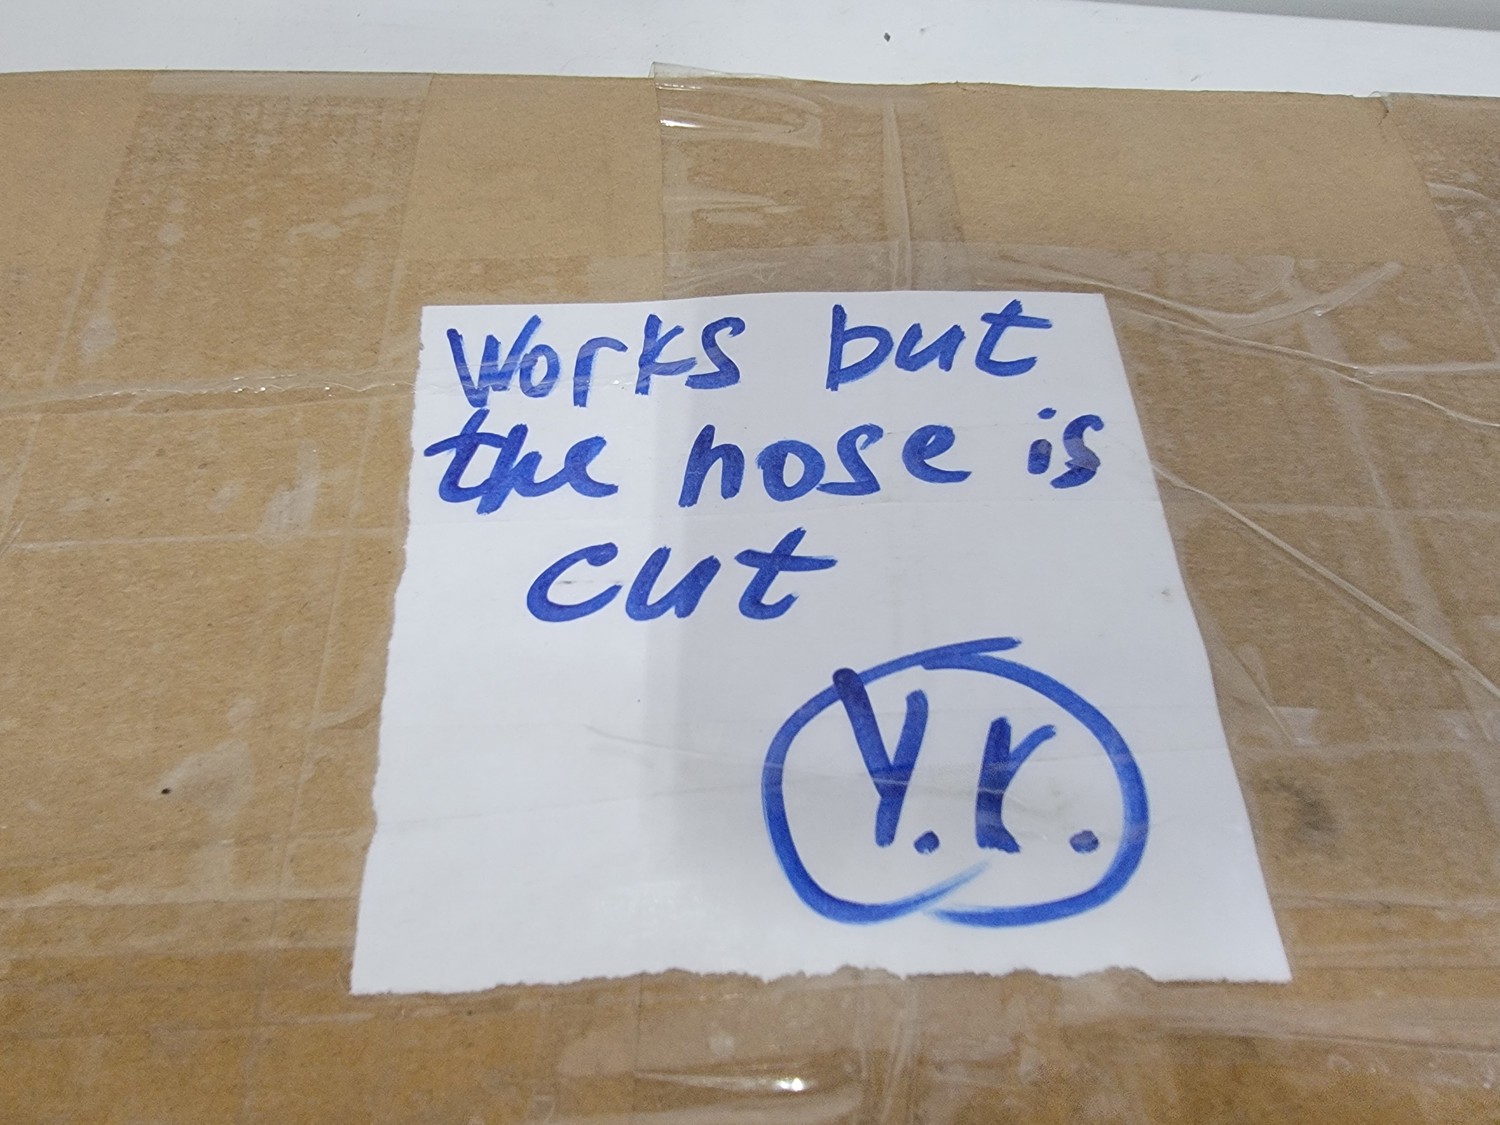 Works but
the hose is
cut
Y.K.